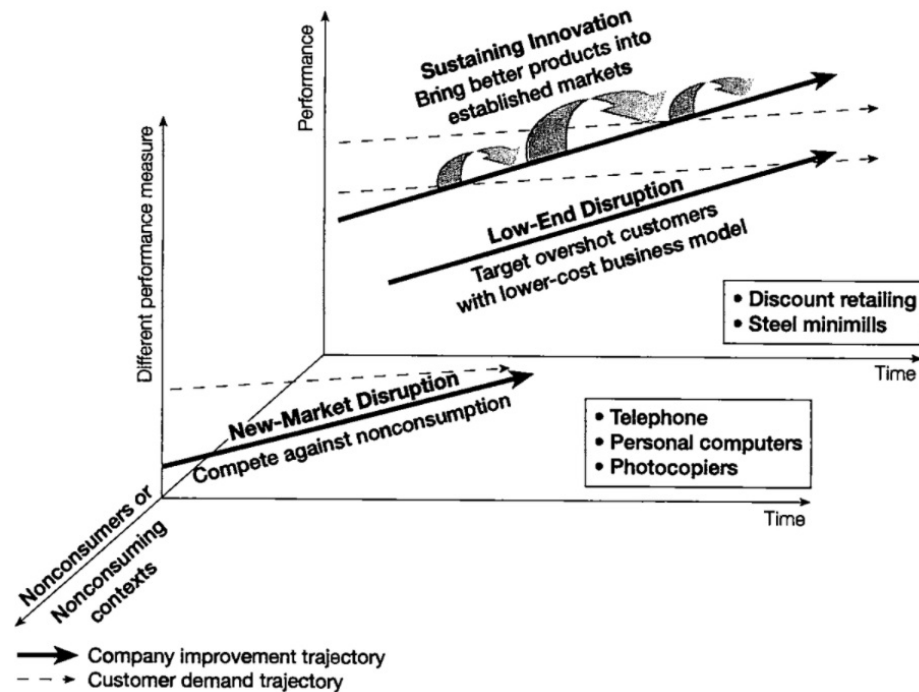 Performance
Sustaining Innovation
Bring better products into
established markets
Different performance measure
Low-End Disruption
Target overshot customers
with lower-cost business model
• Discount retailing
• Steel minimills
Time
New-Market Disruption
Compete against nonconsumption
• Telephone
• Personal computers
• Photocopiers
Time
Nonconsumers or
Nonconsuming
contexts
Company improvement trajectory
Customer demand trajectory